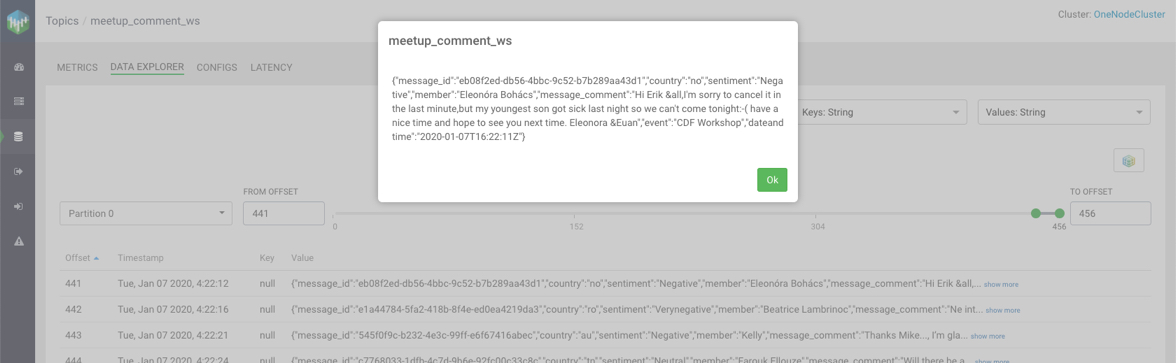 Topics / meetup_comment_ws
Cluster: OneNodeCluster
meetup_comment_ws
{"message_id":"eb08f2ed-db56-4bbc-9c52-b7b289aa43d1","country":"no","sentiment":"Nega
tive","member":"Eleonóra Bohács","message_comment":"Hi Erik &all,I'm sorry to cancel it in
the last minute,but my youngest son got sick last night so we can't come tonight:-( have a
nice time and hope to see you next time. Eleonora &Euan","event":"CDF Workshop","dateand
time":"2020-01-07T16:22:11Z"}
Ok
METRICS DATA EXPLORER CONFIGS LATENCY
Keys: String Values: String
FROM OFFSET TO OFFSET
Partition 0 441 456
0 152 304 456
Offset Timestamp Key Value
441 Tue, Jan 07 2020, 4:22:12 null {"message_id":"eb08f2ed-db56-4bbc-9c52-b7b289aa43d1","country":"no","sentiment":"Negative","member":"Eleonóra Bohács","message_comment":"Hi Erik &all,... show more
442 Tue, Jan 07 2020, 4:22:16 null {"message_id":"e1a44784-5fa2-418b-8f4e-ed0ea4219da3","country":"ro","sentiment":"Verynegative","member":"Beatrice Lambrinoc","message_comment":"Ne int... show more
443 Tue, Jan 07 2020, 4:22:21 null {"message_id":"545f0f9c-b232-4e3c-99ff-e6f67416abec","country":"au","sentiment":"Negative","member":"Kelly","message_comment":"Thanks Mike..., I'm gla... show more
444 Tue, Jan 07 2020, 4:22:24 null {"message_id":"c7768033-1dfb-4c7d-9b6e-92fc00c33c8c","country":"tn","sentiment":"Neutral","member":"Farouk Ellouze","message_comment":"Will there be a... show more